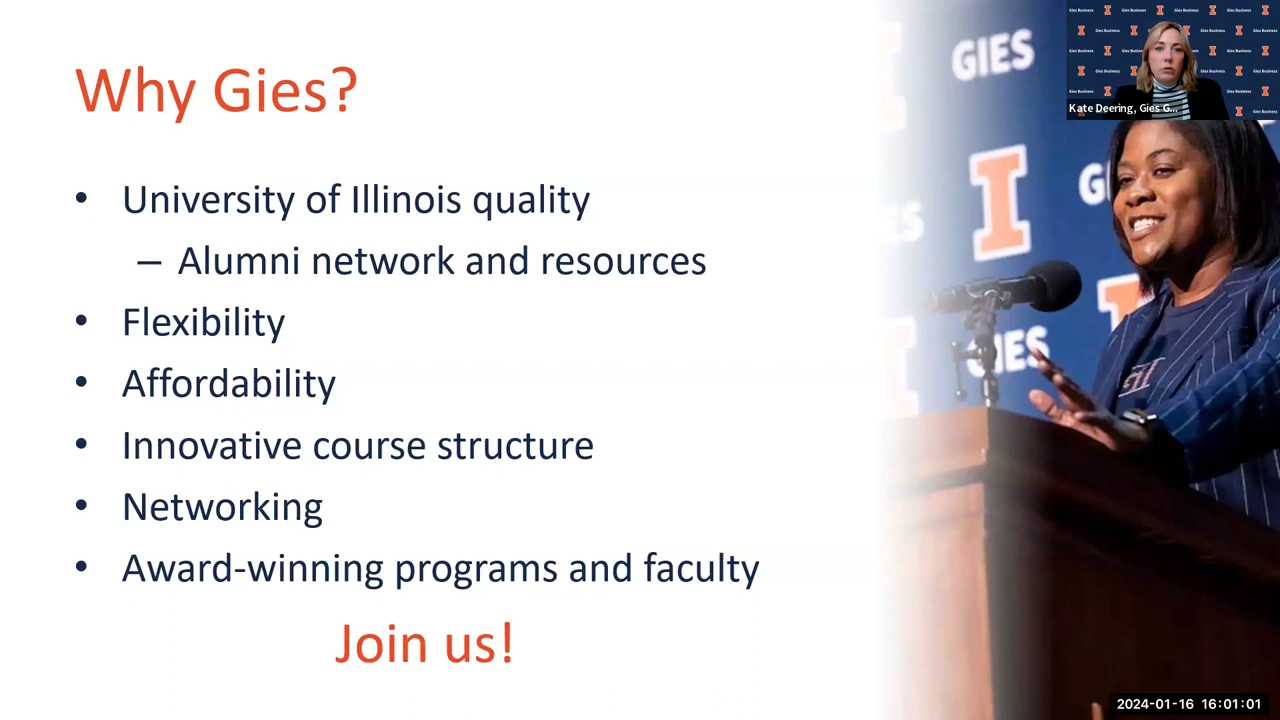 Why Gies?
• University of Illinois quality
– Alumni network and resources
• Flexibility
• Affordability
• Innovative course structure
• Networking
• Award-winning programs and faculty
Join us!
GIES
I
GIES
Kate Deering, Gies G...
2024-01-16 16:01:01